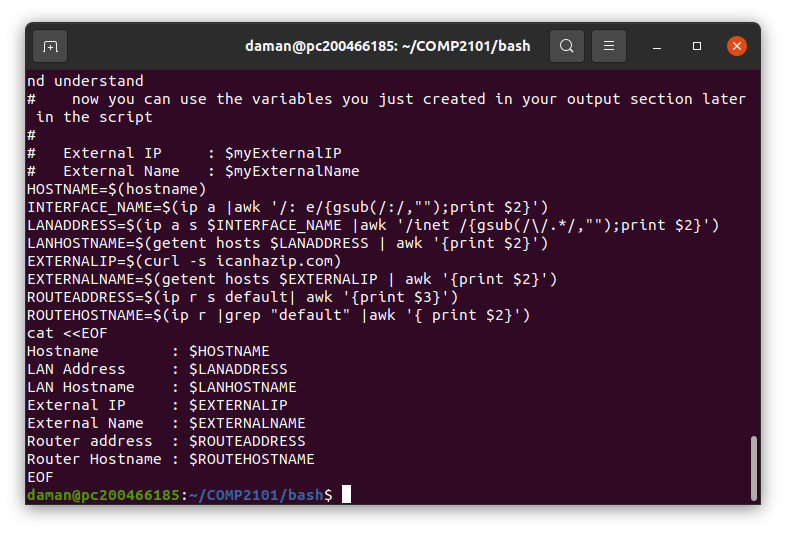 daman@pc200466185: ~/COMP2101/bash
nd understand
#    now you can use the variables you just created in your output section later
 in the script
#
#   External IP     : $myExternalIP
#   External Name   : $myExternalName
HOSTNAME=$(hostname)
INTERFACE_NAME=$(ip a |awk '/: e/{gsub(/:/,"");print $2}')
LANADDRESS=$(ip a s $INTERFACE_NAME |awk '/inet /{gsub(/\/.*/,"");print $2}')
LANHOSTNAME=$(getent hosts $LANADDRESS | awk '{print $2}')
EXTERNALIP=$(curl -s icanhazip.com)
EXTERNALNAME=$(getent hosts $EXTERNALIP | awk '{print $2}')
ROUTEADDRESS=$(ip r s default| awk '{print $3}')
ROUTEHOSTNAME=$(ip r |grep "default" |awk '{ print $2}')
cat <<EOF
Hostname        : $HOSTNAME
LAN Address     : $LANADDRESS
LAN Hostname    : $LANHOSTNAME
External IP     : $EXTERNALIP
External Name   : $EXTERNALNAME
Router address  : $ROUTEADDRESS
Router Hostname : $ROUTEHOSTNAME
EOF
daman@pc200466185:~/COMP2101/bash$